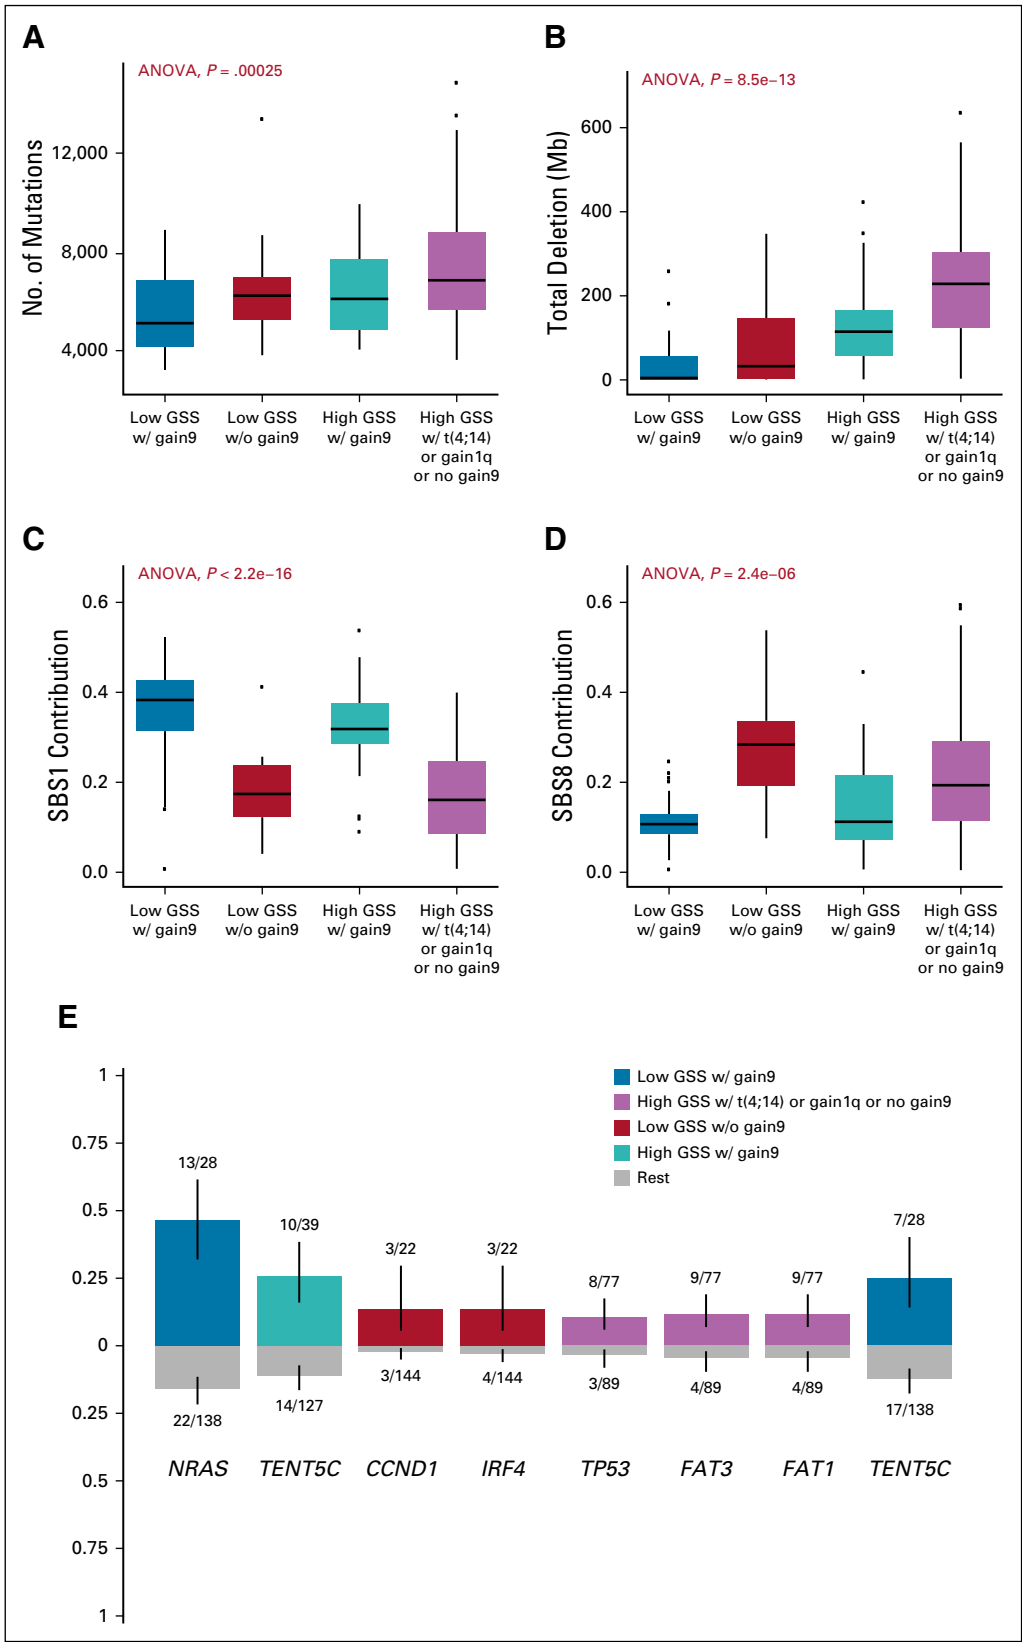 A
ANOVA, P = .00025
No. of Mutations
12,000
8,000
4,000
Low GSS w/ gain9
Low GSS w/o gain9
High GSS w/ gain9
High GSS w/ t(4;14) or gain1q or no gain9
B
ANOVA, P = 8.5e−13
Total Deletion (Mb)
600
400
200
0
Low GSS w/ gain9
Low GSS w/o gain9
High GSS w/ gain9
High GSS w/ t(4;14) or gain1q or no gain9
C
ANOVA, P < 2.2e−16
SBS1 Contribution
0.6
0.4
0.2
0.0
Low GSS w/ gain9
Low GSS w/o gain9
High GSS w/ gain9
High GSS w/ t(4;14) or gain1q or no gain9
D
ANOVA, P = 2.4e−06
SBS8 Contribution
0.6
0.4
0.2
0.0
Low GSS w/ gain9
Low GSS w/o gain9
High GSS w/ gain9
High GSS w/ t(4;14) or gain1q or no gain9
E
1
0.75
0.5
0.25
0
0.25
0.5
0.75
1
Low GSS w/ gain9
High GSS w/ t(4;14) or gain1q or no gain9
Low GSS w/o gain9
High GSS w/ gain9
Rest
13/28
10/39
3/22
3/22
8/77
9/77
9/77
7/28
22/138
14/127
3/144
4/144
3/89
4/89
4/89
17/138
NRAS
TENT5C
CCND1
IRF4
TP53
FAT3
FAT1
TENT5C